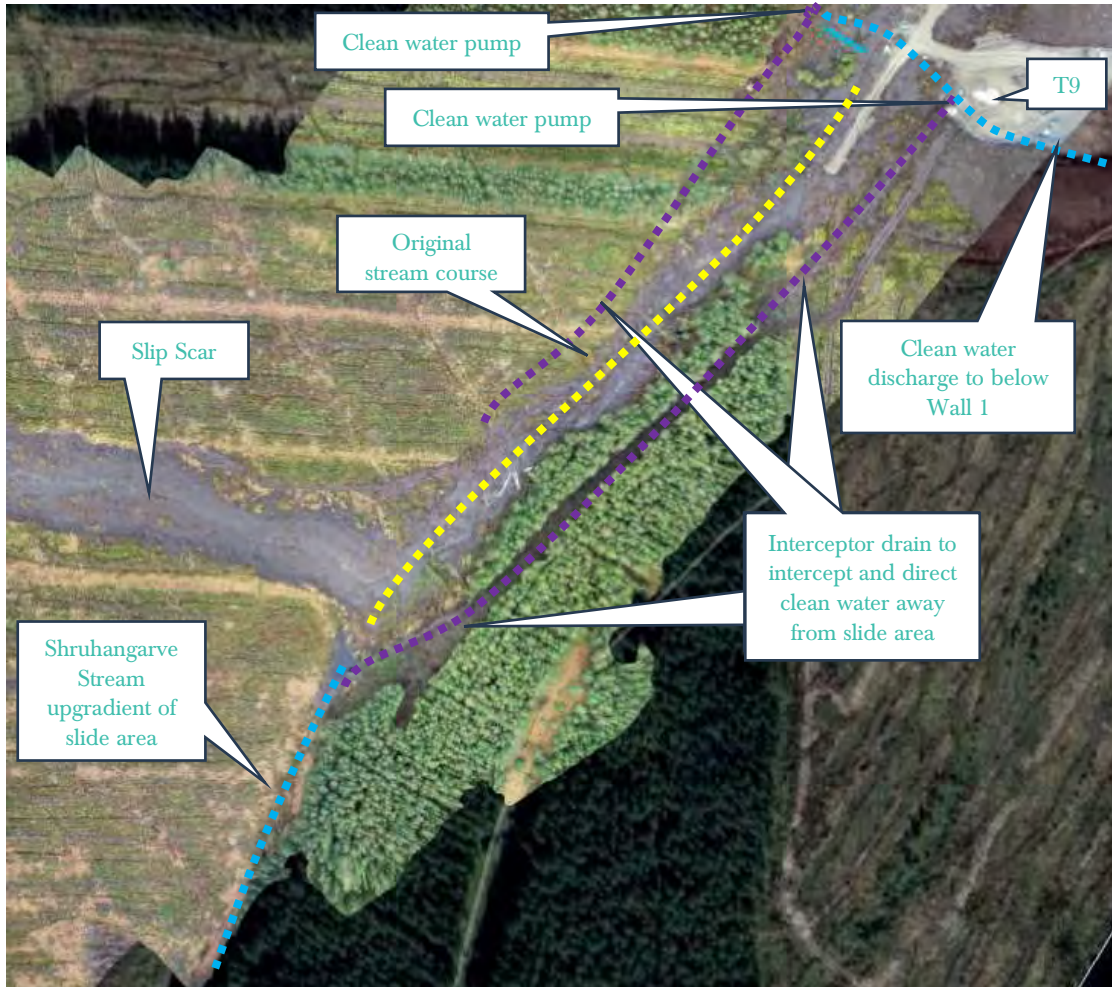 Clean water pump
T9
Clean water pump
Original
stream course
Slip Scar
Clean water
discharge to below
Wall 1
Interceptor drain to
intercept and direct
clean water away
from slide area
Shruhangarve
Stream
upgradient of
slide area